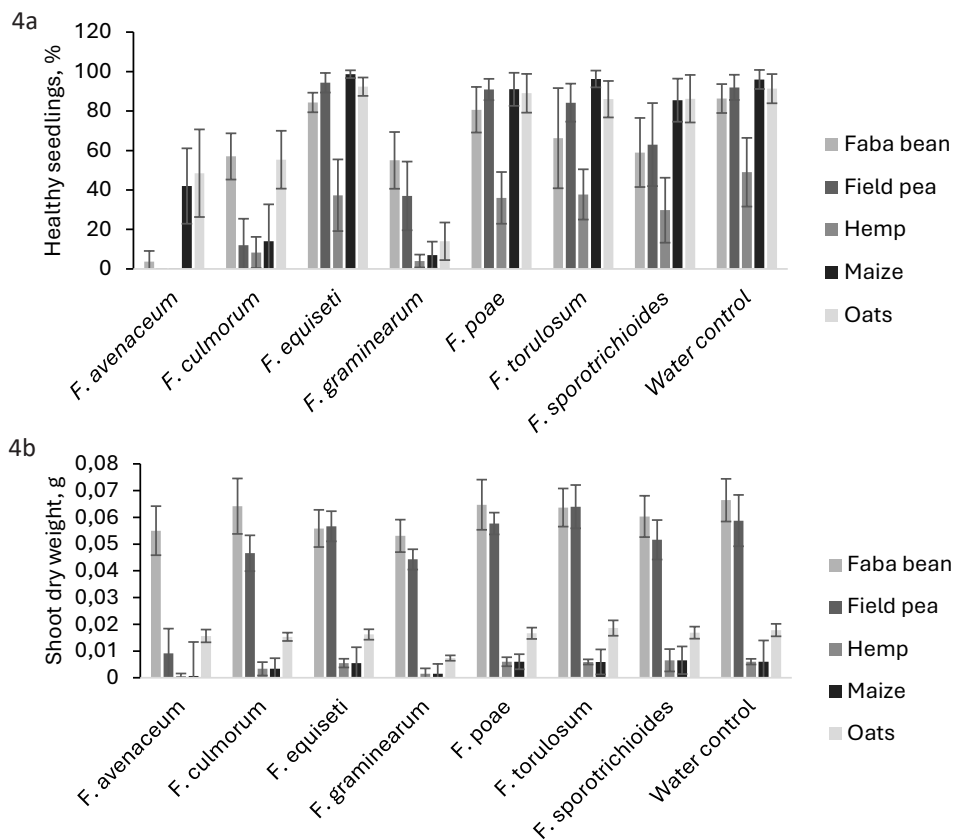 4a
Healthy seedlings, %
120
100
80
60
40
20
0
F. avenaceum
F. culmorum
F. equiseti
F. graminearum
F. poae
F. torulosum
F. sporotrichioides
Water control
Faba bean
Field pea
Hemp
Maize
Oats
4b
Shoot dry weight, g
0,08
0,07
0,06
0,05
0,04
0,03
0,02
0,01
0
F. avenaceum
F. culmorum
F. equiseti
F. graminearum
F. poae
F. torulosum
F. sporotrichioides
Water control
Faba bean
Field pea
Hemp
Maize
Oats